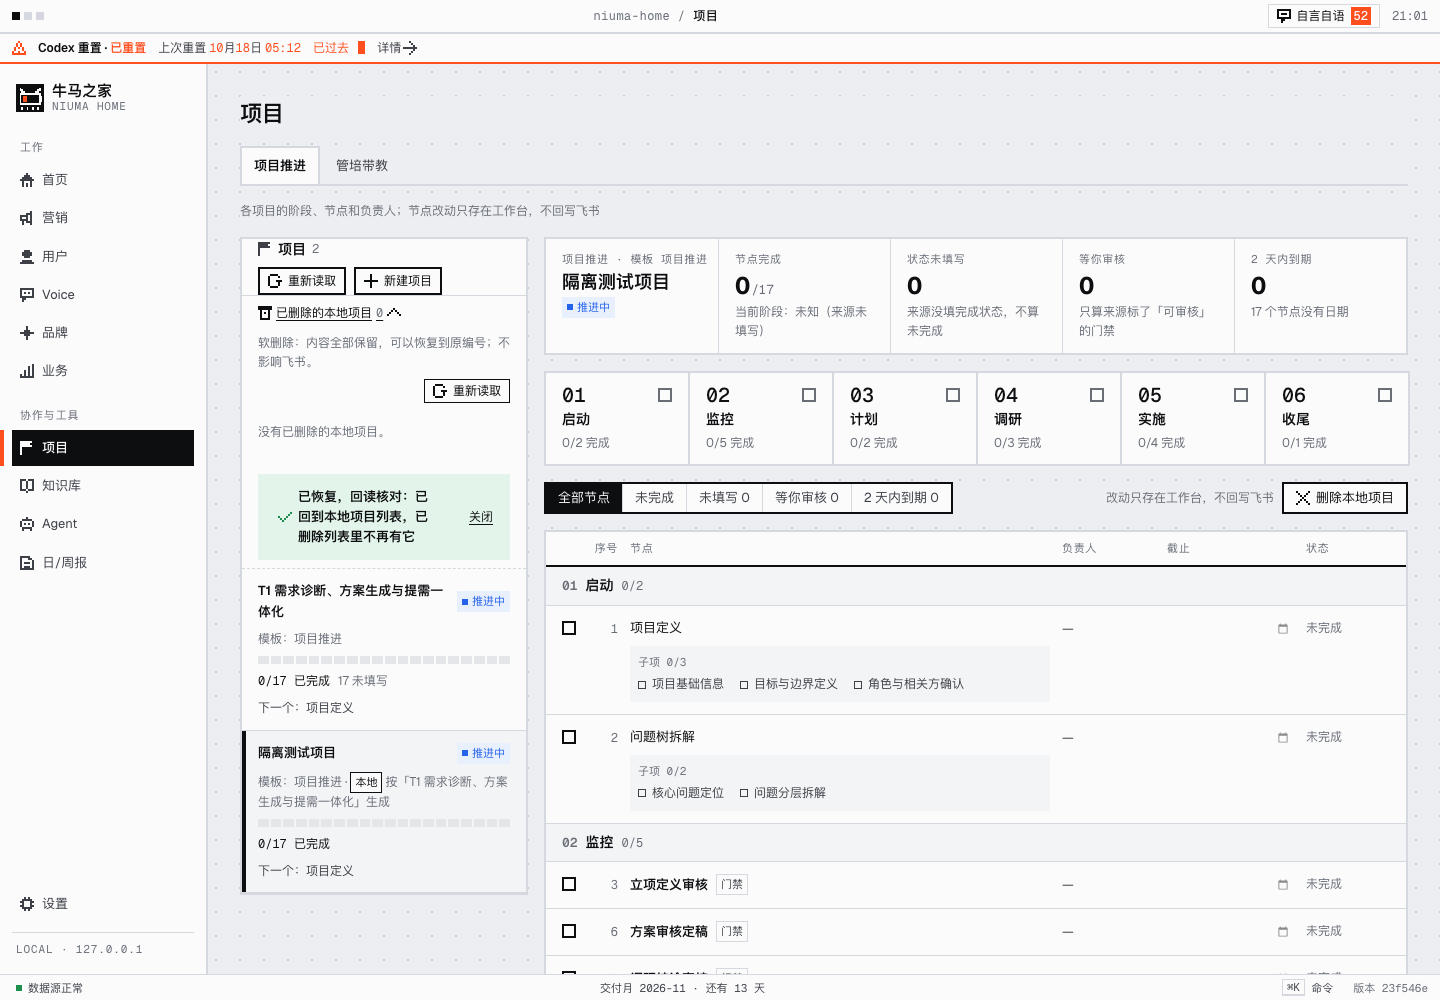 niuma-home / 项目
自言自语 52
21:01
Codex 重置 · 已重置 上次重置 10月18日 05:12 已过去 详情
牛马之家
NIUMA HOME
工作
首页
营销
用户
Voice
品牌
业务
协作与工具
项目
知识库
Agent
日/周报
设置
LOCAL · 127.0.0.1
项目
项目推进 管培带教
各项目的阶段、节点和负责人；节点改动只存在工作台，不回写飞书
项目 2
重新读取 新建项目
已删除的本地项目 0
软删除：内容全部保留，可以恢复到原编号；不
影响飞书。
重新读取
没有已删除的本地项目。
已恢复，回读核对：已
回到本地项目列表，已
删除列表里不再有它
关闭
T1 需求诊断、方案生成与提需一
体化
推进中
模板：项目推进
0/17 已完成 17 未填写
下一个：项目定义
隔离测试项目
推进中
模板：项目推进 · 本地 按「T1 需求诊断、方案
生成与提需一体化」生成
0/17 已完成
下一个：项目定义
项目推进 · 模板 项目推进
隔离测试项目
推进中
节点完成
0/17
当前阶段：未知（来源未
填写）
状态未填写
0
来源没填完成状态，不算
未完成
等你审核
0
只算来源标了「可审核」
的门禁
2 天内到期
0
17 个节点没有日期
01
启动
0/2 完成
02
监控
0/5 完成
03
计划
0/2 完成
04
调研
0/3 完成
05
实施
0/4 完成
06
收尾
0/1 完成
全部节点 未完成 未填写 0 等你审核 0 2 天内到期 0
改动只存在工作台，不回写飞书
删除本地项目
序号 节点 负责人 截止 状态
01 启动 0/2
1 项目定义 — 未完成
子项 0/3
项目基础信息 目标与边界定义 角色与相关方确认
2 问题树拆解 — 未完成
子项 0/2
核心问题定位 问题分层拆解
02 监控 0/5
3 立项定义审核 门禁 — 未完成
6 方案审核定稿 门禁 — 未完成
数据源正常
交付月 2026-11 · 还有 13 天
⌘K 命令
版本 23f546e